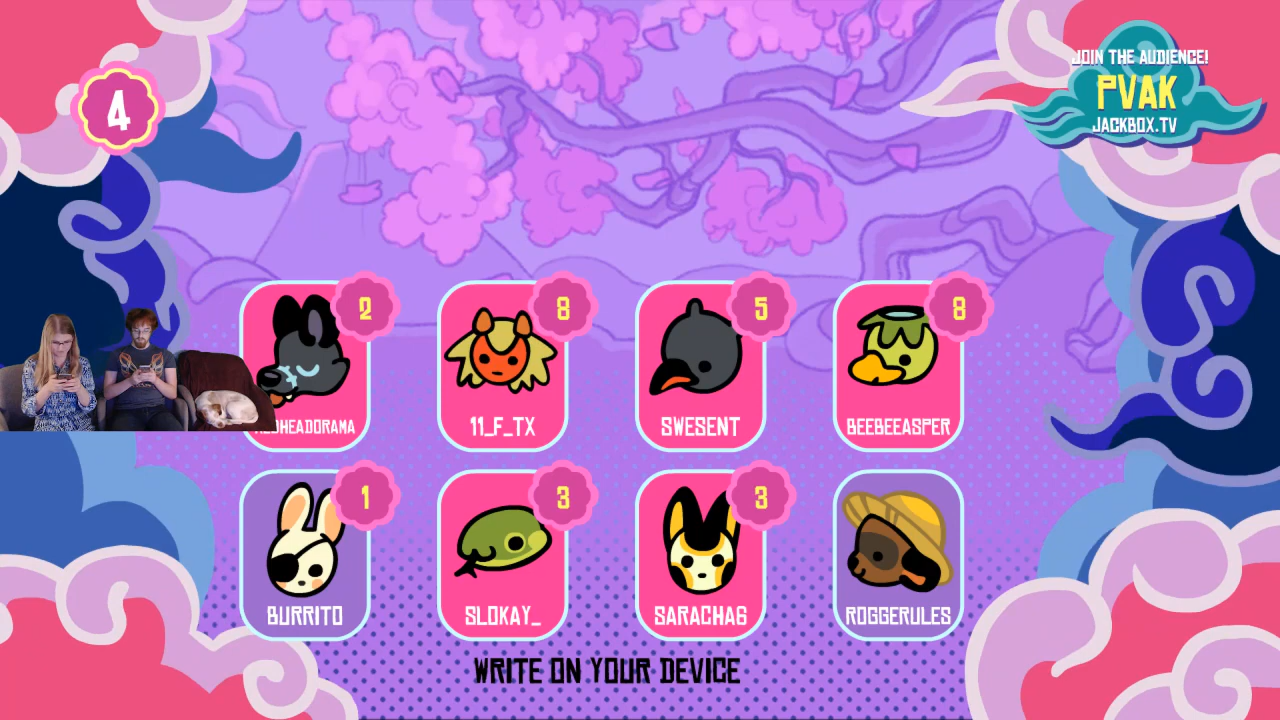 JOIN THE AUDIENCE!
PVAK
JACKBOX.TV
4
2
8
5
8
HEADORAMA
11_F_TX
SWESENT
BEEBEEASPER
1
3
3
BURRITO
SLOKAY_
SARACHA6
ROGGERULES
WRITE ON YOUR DEVICE